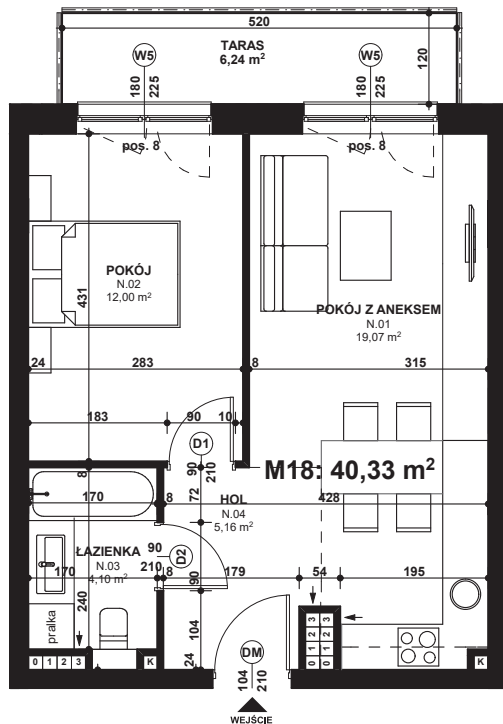 520
TARAS
6,24 m²
120
W5
180
225
W5
180
225
pos. 8
pos. 8
POKÓJ
N.02
12,00 m²
431
POKÓJ Z ANEKSEM
N.01
19,07 m²
24
283
8
315
183
90
10
D1
90
210
M18: 40,33 m²
8
170
8
72
HOL
N.04
5,16 m²
428
ŁAZIENKA
N.03
4,10 m²
90
210
D2
170
8
179
54
195
90
240
104
pralka
24
0 1 2 3
K
DM
104
210
0 1 2 3
0 1 2 3
K
WEJŚCIE